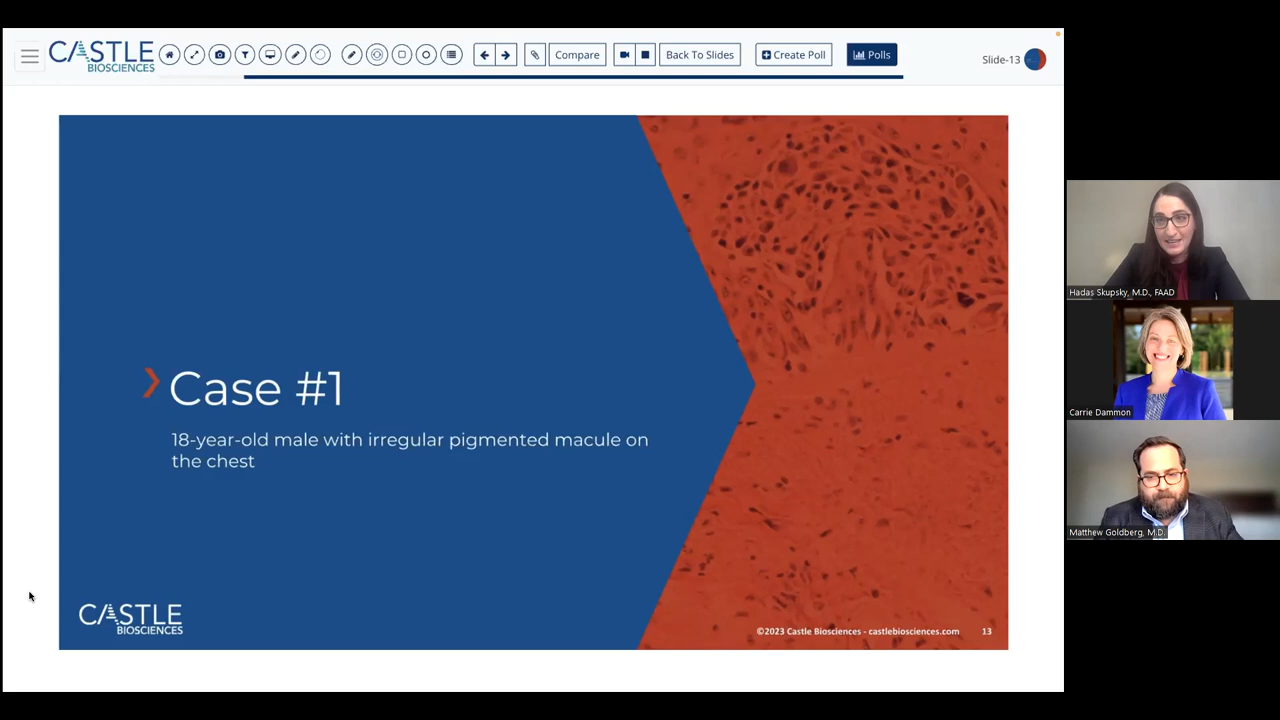 CASTLE
BIOSCIENCES
Compare
Back To Slides
Create Poll
Polls
Slide-13
Case #1
18-year-old male with irregular pigmented macule on
the chest
CASTLE
BIOSCIENCES
©2023 Castle Biosciences - castlebiosciences.com
13
Hadas Skupsky, M.D., FAAD
Carrie Dammon
Matthew Goldberg, M.D.